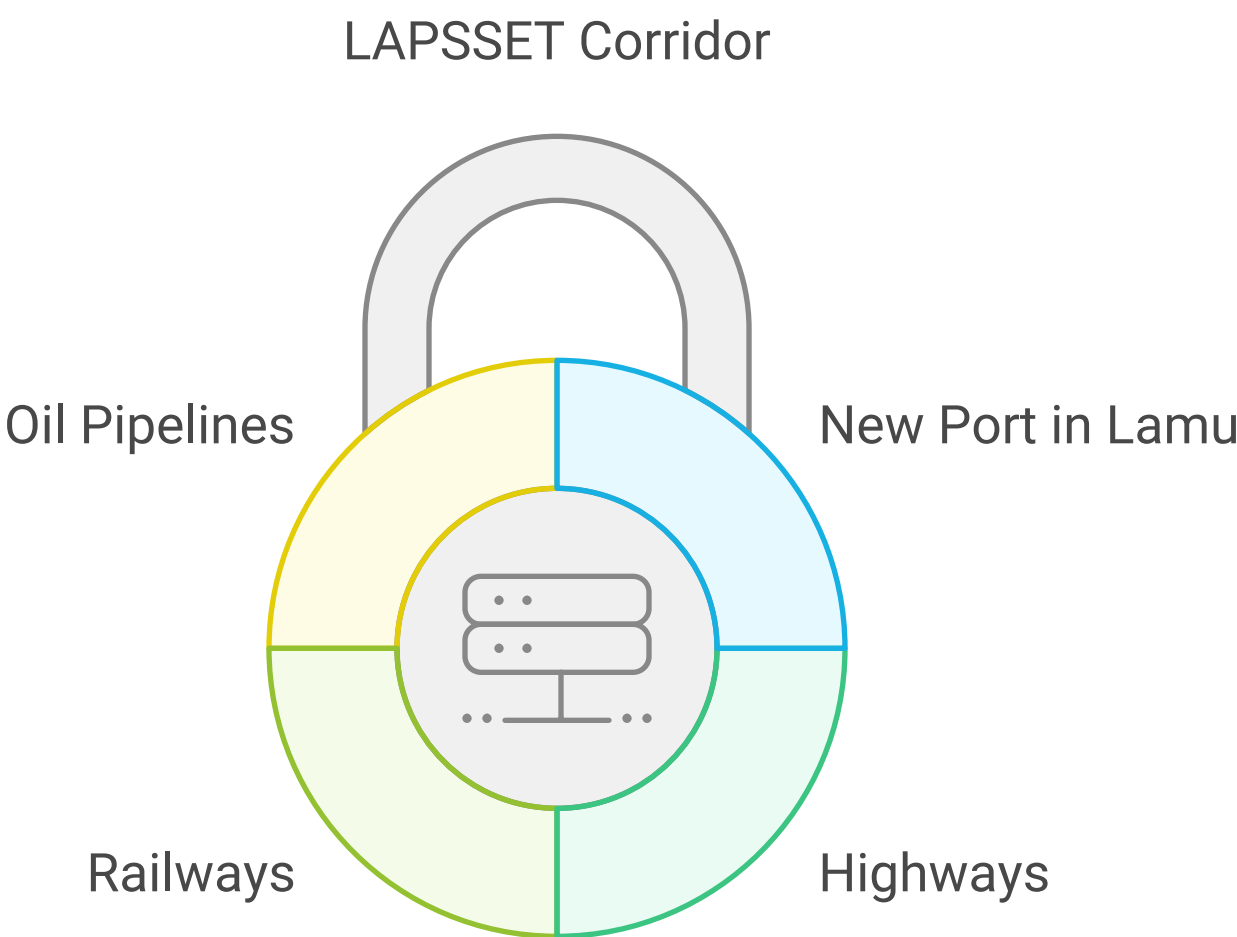 LAPSSET Corridor
Oil Pipelines
New Port in Lamu
Railways
Highways